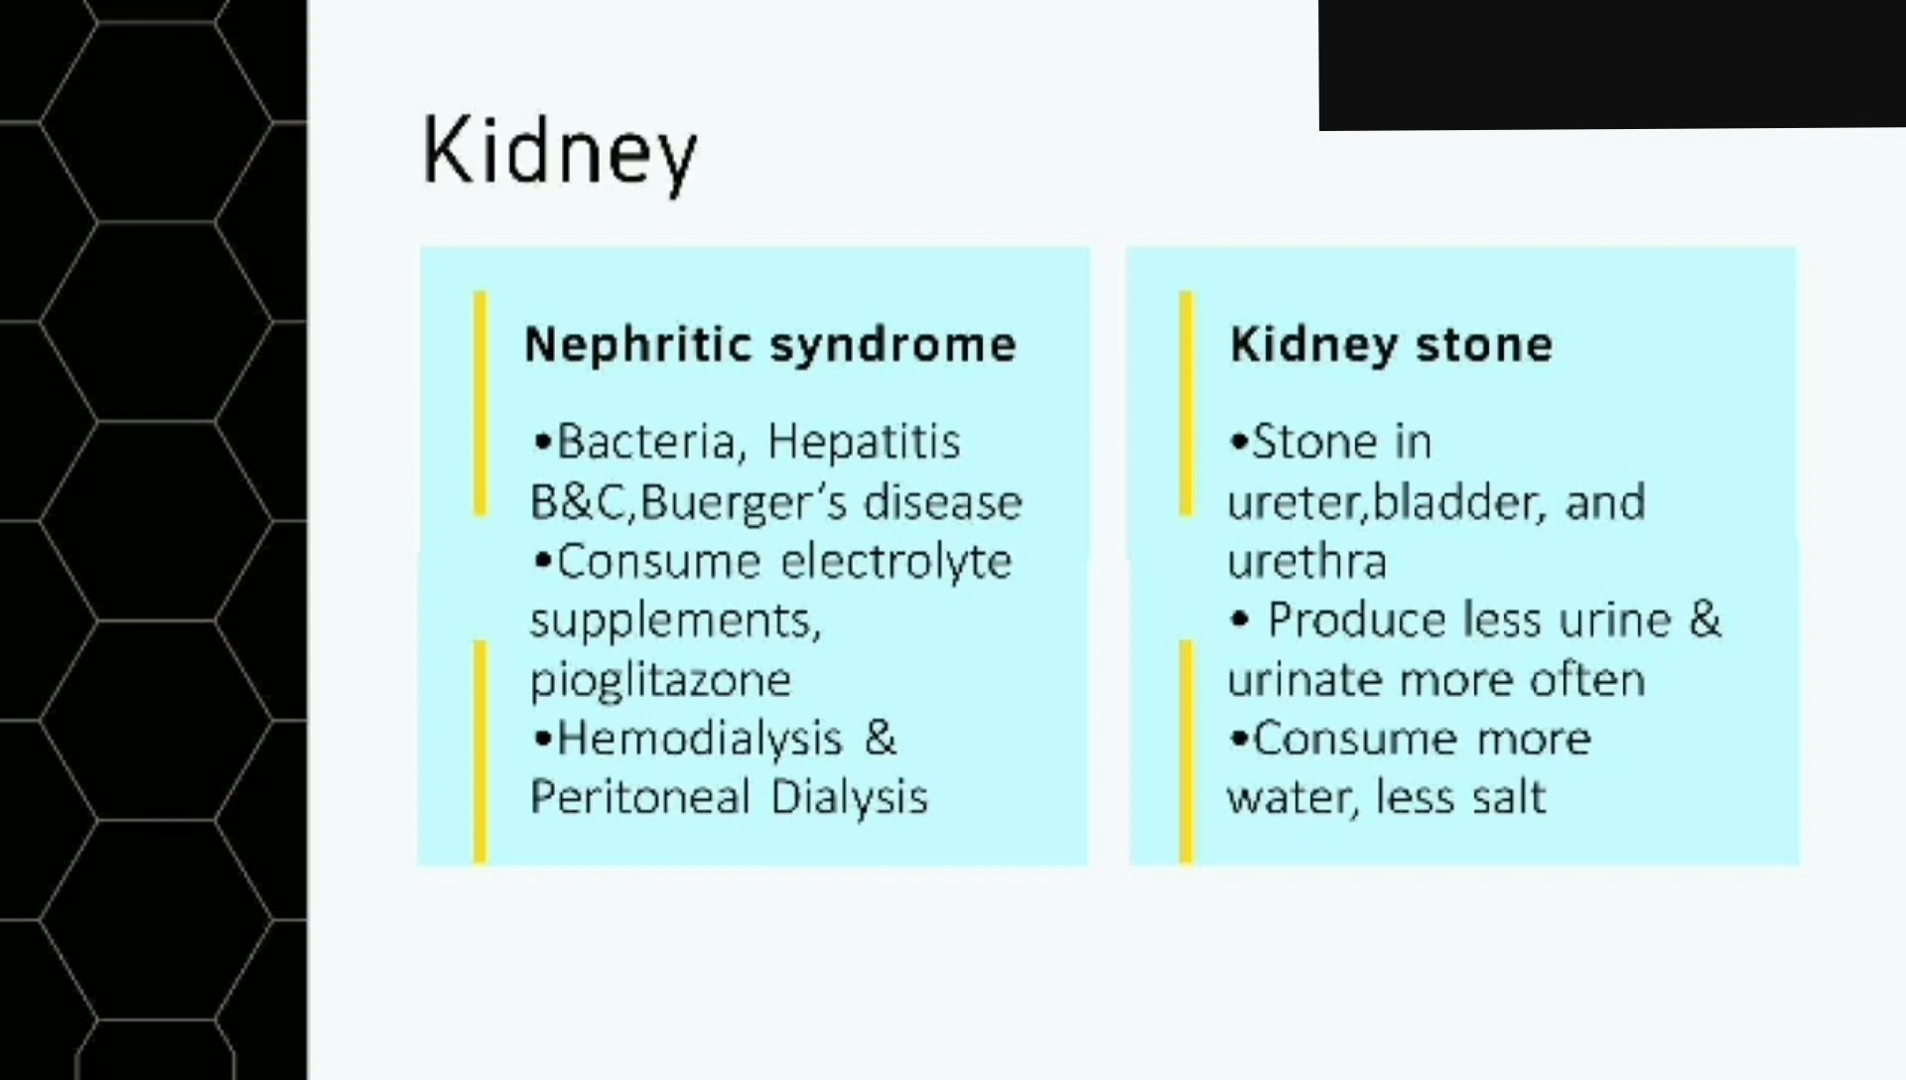 Kidney
Nephritic syndrome
•Bacteria, Hepatitis
B&C,Buerger's disease
•Consume electrolyte
supplements,
pioglitazone
•Hemodialysis &
Peritoneal Dialysis
Kidney stone
•Stone in
ureter,bladder, and
urethra
• Produce less urine &
urinate more often
•Consume more
water, less salt